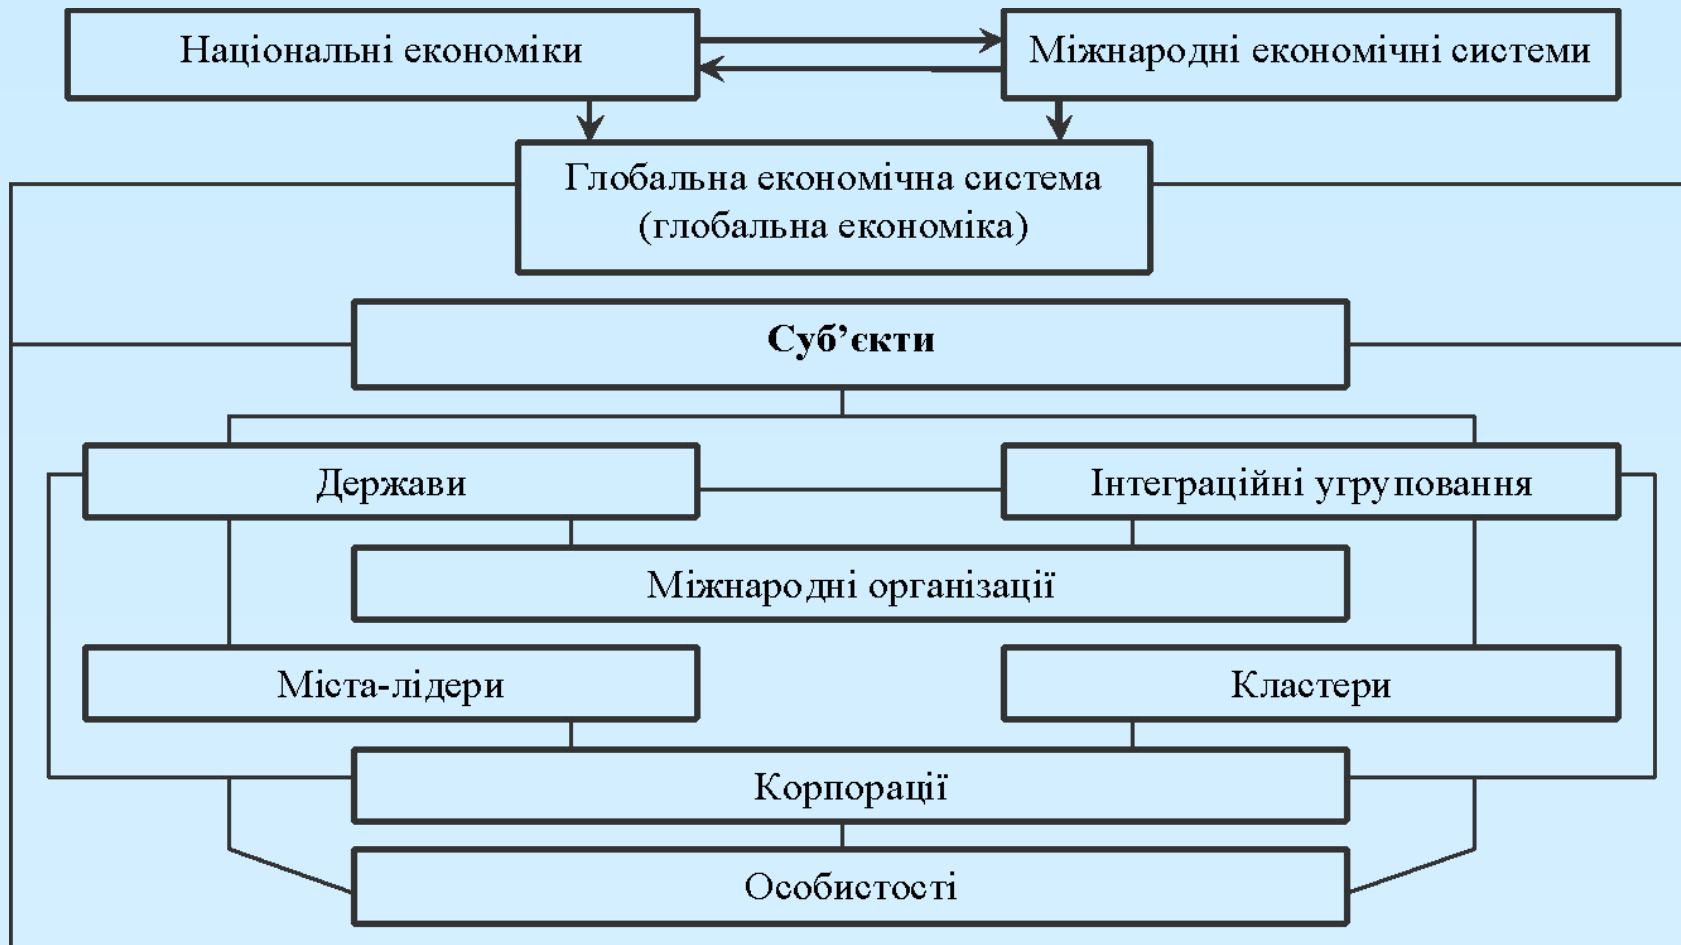 Національні економіки
Міжнародні економічні системи
Глобальна економічна система
(глобальна економіка)
Суб’єкти
Держави
Інтеграційні угруповання
Міжнародні організації
Міста-лідери
Кластери
Корпорації
Особистості